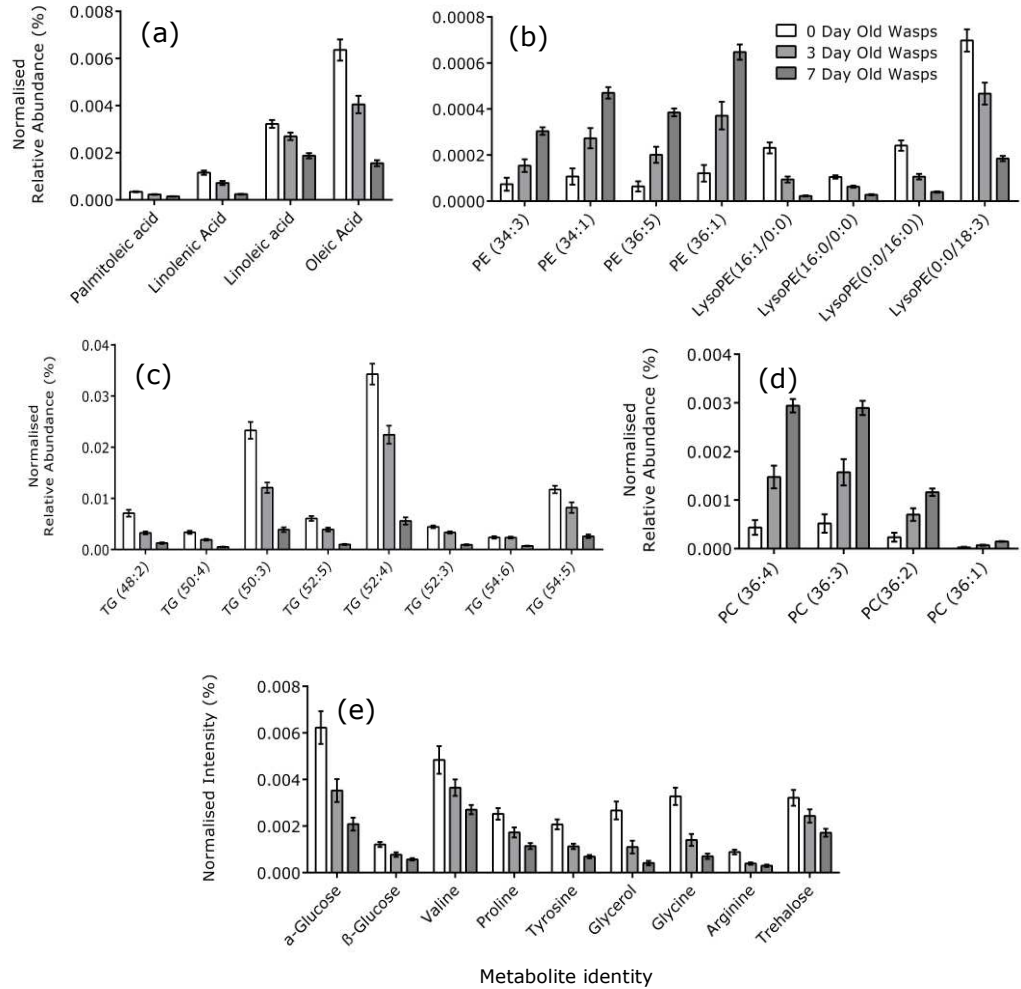 Normalised
Relative Abundance (%)
0.008
0.006
0.004
0.002
0.000
(a)
Palmitoleic acid
Linolenic Acid
Linoleic acid
Oleic Acid
0.0008
0.0006
0.0004
0.0002
0.0000
(b)
0 Day Old Wasps
3 Day Old Wasps
7 Day Old Wasps
PE (34:3)
PE (34:1)
PE (36:5)
PE (36:1)
LysoPE(16:1/0:0)
LysoPE(16:0/0:0)
LysoPE(0:0/16:0))
LysoPE(0:0/18:3)
Normalised
Relative Abundance (%)
0.04
0.03
0.02
0.01
0.00
(c)
TG (48:2)
TG (50:4)
TG (50:3)
TG (52:5)
TG (52:4)
TG (52:3)
TG (54:6)
TG (54:5)
Normalised
Relative Abundance (%)
0.004
0.003
0.002
0.001
0.000
(d)
PC (36:4)
PC (36:3)
PC(36:2)
PC (36:1)
Normalised Intensity (%)
0.008
0.006
0.004
0.002
0.000
(e)
a-Glucose
ß-Glucose
Valine
Proline
Tyrosine
Glycerol
Glycine
Arginine
Trehalose
Metabolite identity